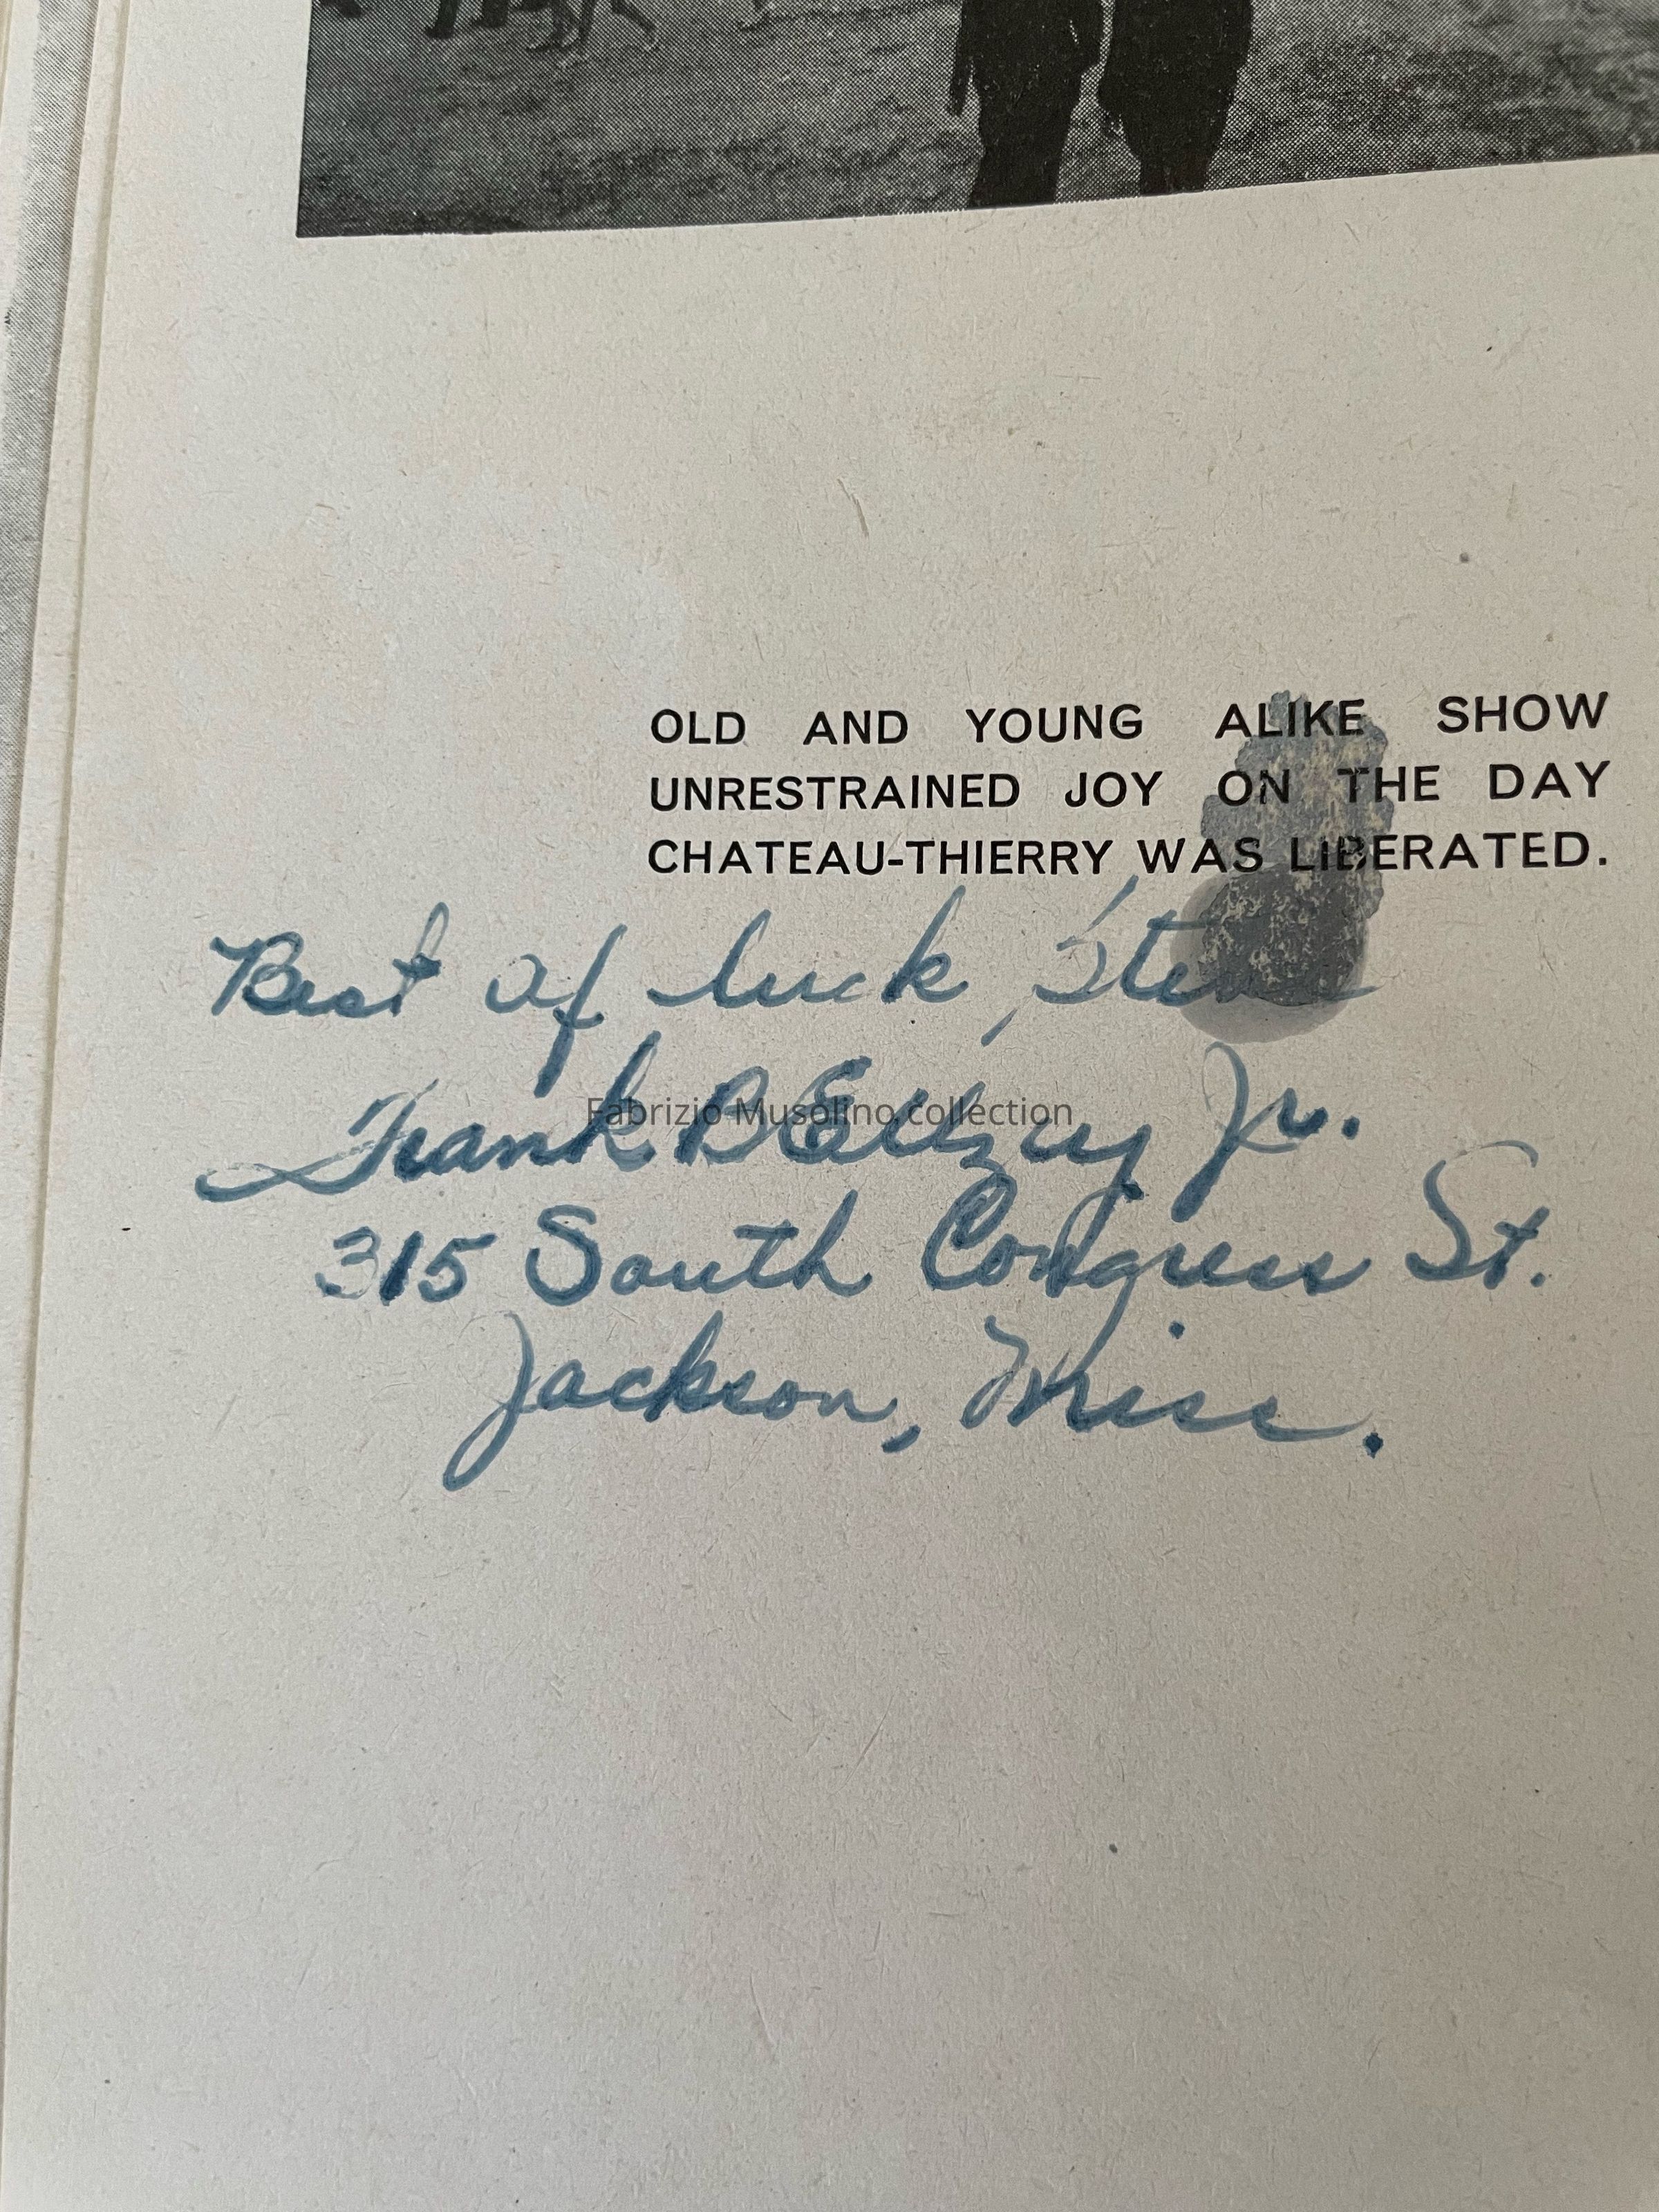 OLD AND YOUNG ALIKE SHOW
UNRESTRAINED JOY ON THE DAY
CHATEAU-THIERRY WAS LIBERATED.
Best of luck,
Frank B Ellzey Jr.
Fabrizio Musolino collection
315 South Congress St.
Jackson, Miss.